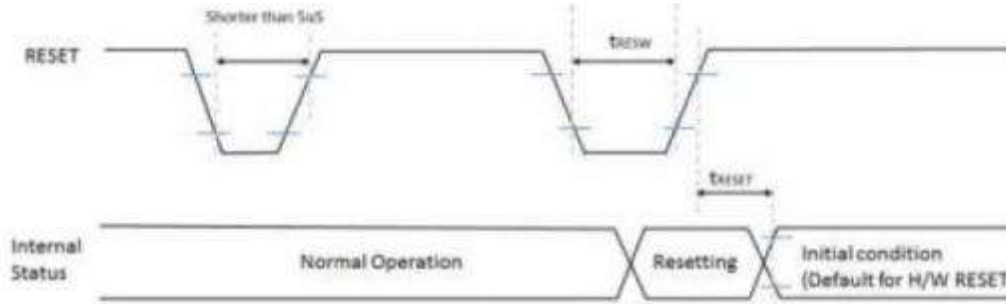 Shorter than 5uS
RESET
tRESW
tRESET
Internal
Status
Normal Operation
Resetting
Initial condition
(Default for H/W RESET